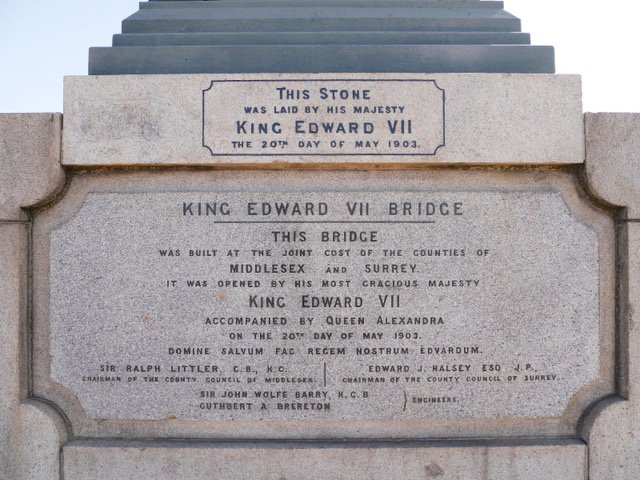 THIS STONE
WAS LAID BY HIS MAJESTY
KING EDWARD VII
THE 20TH DAY OF MAY 1903.
KING EDWARD VII BRIDGE
THIS BRIDGE
WAS BUILT AT THE JOINT COST OF THE COUNTIES OF
MIDDLESEX AND SURREY.
IT WAS OPENED BY HIS MOST GRACIOUS MAJESTY
KING EDWARD VII
ACCOMPANIED BY QUEEN ALEXANDRA
ON THE 20TH DAY OF MAY 1903.
DOMINE SALVUM FAC REGEM NOSTRUM EDVARDUM.
SIR RALPH LITTLER, C.B., K.C.
CHAIRMAN OF THE COUNTY COUNCIL OF MIDDLESEX.
EDWARD J. HALSEY ESQ J.P.,
CHAIRMAN OF THE COUNTY COUNCIL OF SURREY.
SIR JOHN WOLFE BARRY, K.C.B
CUTHBERT A BRERETON
ENGINEERS.